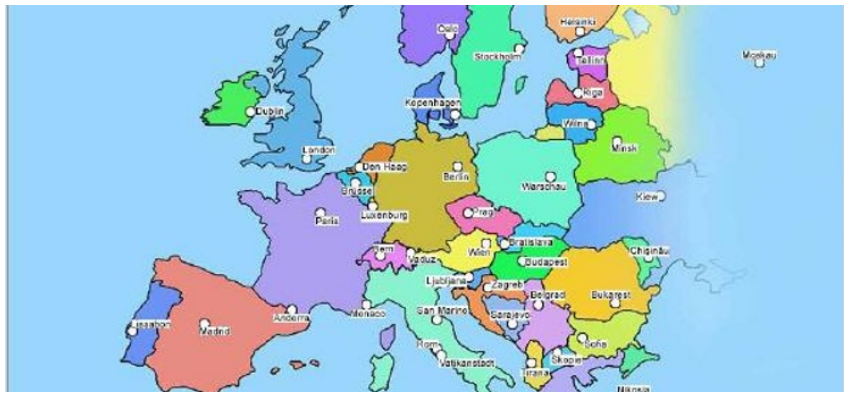 Helsinki
Oslo
Stockholm
Tallinn
Moskau
Riga
Kopenhagen
Dublin
Wilna
Minsk
London
Den Haag
Berlin
Warschau
Brüsse
Kiew
Luxenburg
Prag
Paris
Bern
Vaduz
Wien
Bratislava
Chișinău
Budapest
Ljubljana
Zagreb
Belgrad
Bukarest
Monaco
San Marino
Sarajevo
Andorra
Lissabon
Madrid
Sofia
Rom
Vatikanstadt
Skopje
Tirana
Nikosia